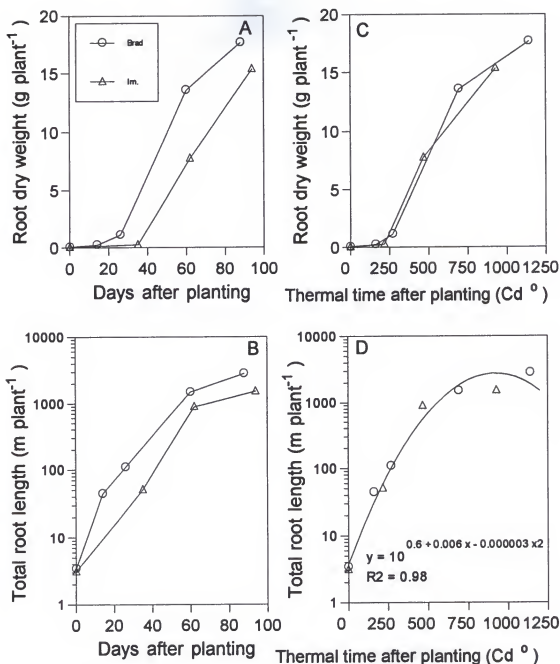 A
Root dry weight (g plant⁻¹)
20
15
10
5
0
Brad
Im.
0 20 40 60 80 100
Days after planting
C
Root dry weight (g plant⁻¹)
20
15
10
5
0
0 250 500 750 1000 1250
Thermal time after planting (Cd °)
B
Total root length (m plant⁻¹)
10000
1000
100
10
1
0 20 40 60 80 100
Days after planting
D
Total root length (m plant⁻¹)
10000
1000
100
10
1
y = 10 0.6 + 0.006 x - 0.000003 x2
R2 = 0.98
0 250 500 750 1000 1250
Thermal time after planting (Cd °)